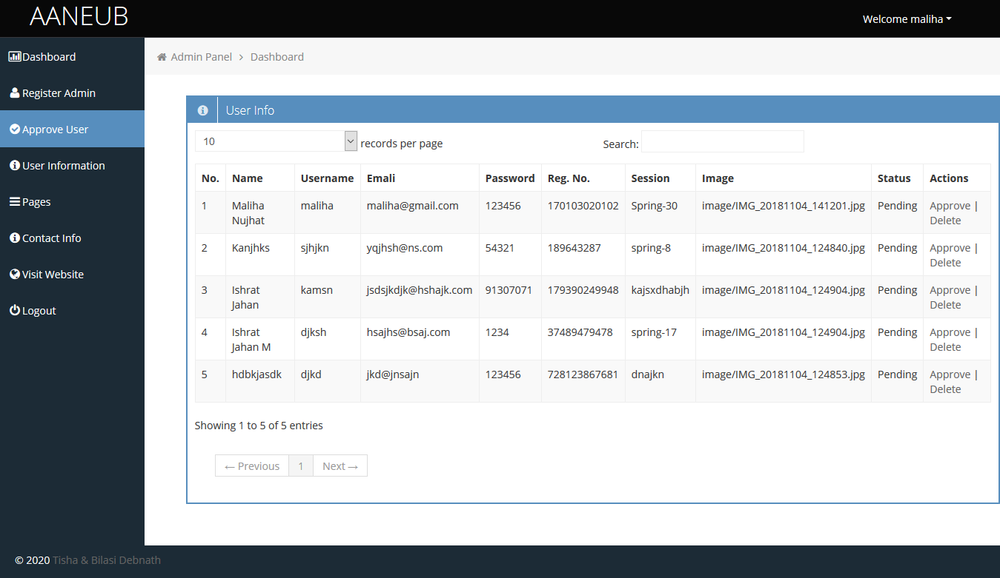 AANEUB
Welcome maliha
Dashboard
Register Admin
Approve User
User Information
Pages
Contact Info
Visit Website
Logout
Admin Panel > Dashboard
User Info
10 records per page Search:
No. Name Username Emali Password Reg. No. Session Image Status Actions
1 Maliha Nujhat maliha maliha@gmail.com 123456 170103020102 Spring-30 image/IMG_20181104_141201.jpg Pending Approve | Delete
2 Kanjhks sjhjkn yqjhsh@ns.com 54321 189643287 spring-8 image/IMG_20181104_124840.jpg Pending Approve | Delete
3 Ishrat Jahan kamsn jsdsjkdjk@hshajk.com 91307071 179390249948 kajsxdhabjh image/IMG_20181104_124904.jpg Pending Approve | Delete
4 Ishrat Jahan M djksh hsajhs@bsaj.com 1234 37489479478 spring-17 image/IMG_20181104_124904.jpg Pending Approve | Delete
5 hdbkjasdk djkd jkd@jnsajn 123456 728123867681 dnajkn image/IMG_20181104_124853.jpg Pending Approve | Delete
Showing 1 to 5 of 5 entries
← Previous 1 Next →
© 2020 Tisha & Bilasi Debnath